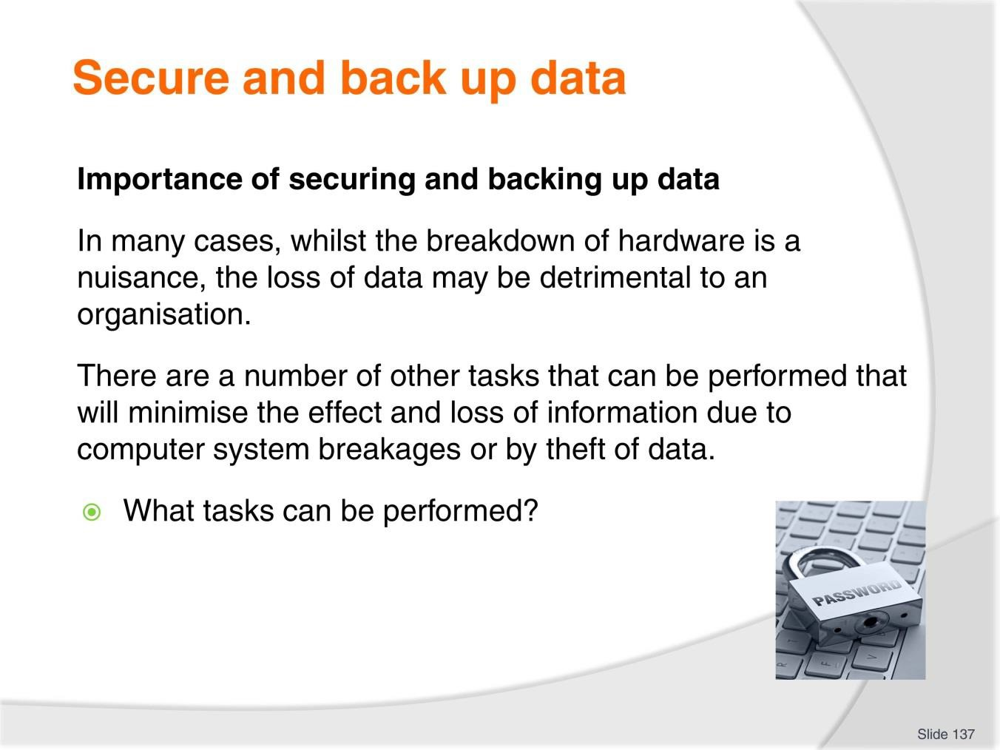 Secure and back up data
Importance of securing and backing up data
In many cases, whilst the breakdown of hardware is a
nuisance, the loss of data may be detrimental to an
organisation.
There are a number of other tasks that can be performed that
will minimise the effect and loss of information due to
computer system breakages or by theft of data.
What tasks can be performed?
PASSWORD
T
R
F
V
Slide 137